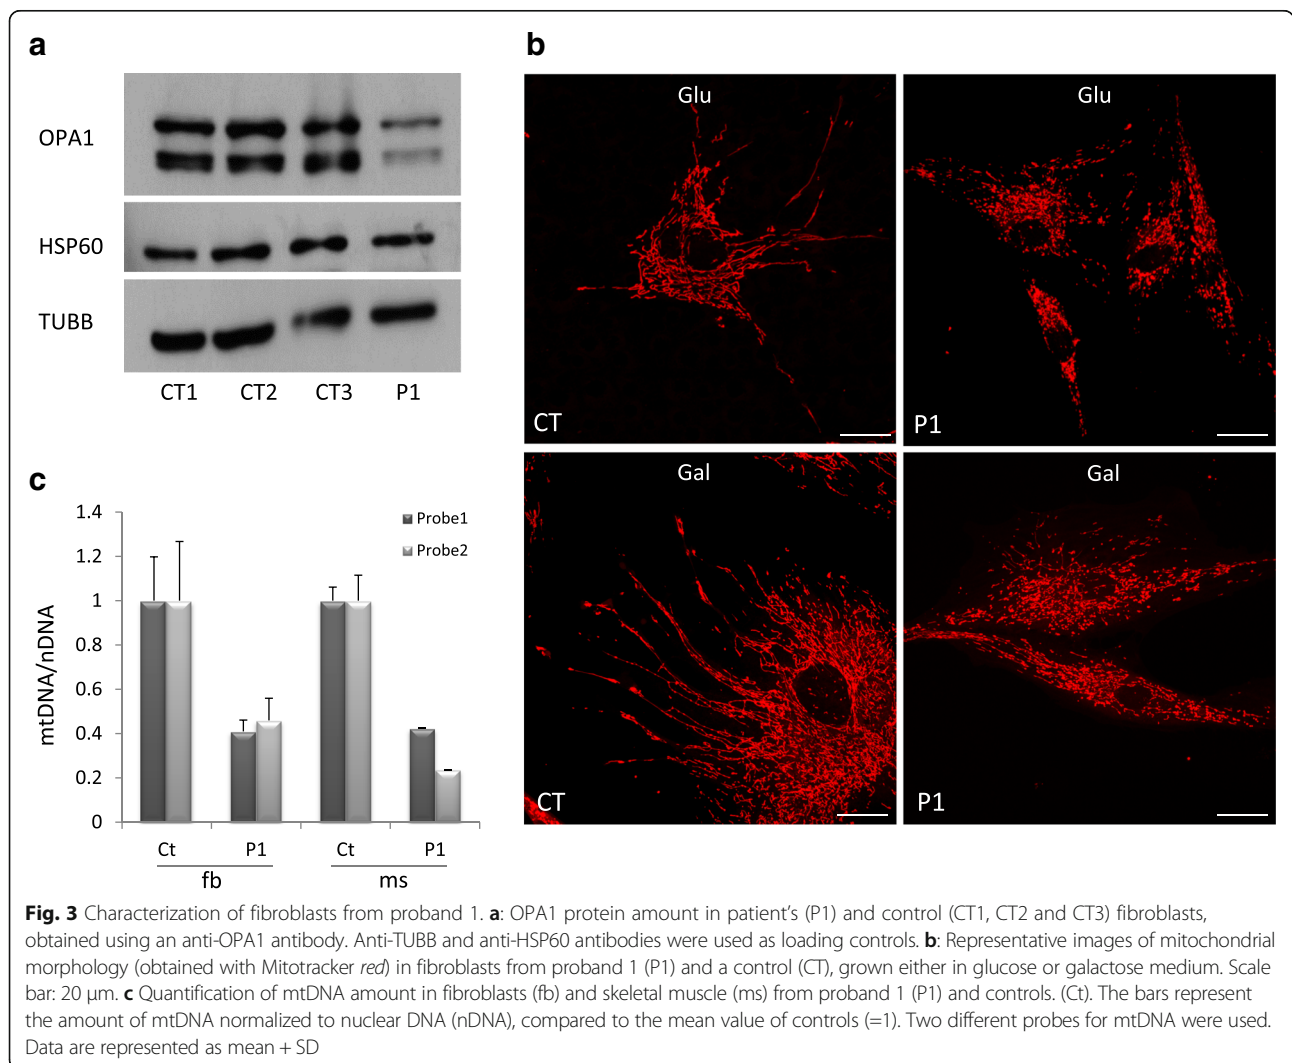 a
OPA1
HSP60
TUBB
CT1 CT2 CT3 P1
b
Glu
CT
Glu
P1
Gal
CT
Gal
P1
c
mtDNA/nDNA
1.4
1.2
1
0.8
0.6
0.4
0.2
0
Probe1
Probe2
Ct P1 Ct P1
fb ms
Fig. 3 Characterization of fibroblasts from proband 1. a: OPA1 protein amount in patient's (P1) and control (CT1, CT2 and CT3) fibroblasts,
obtained using an anti-OPA1 antibody. Anti-TUBB and anti-HSP60 antibodies were used as loading controls. b: Representative images of mitochondrial
morphology (obtained with Mitotracker red) in fibroblasts from proband 1 (P1) and a control (CT), grown either in glucose or galactose medium. Scale
bar: 20 μm. c Quantification of mtDNA amount in fibroblasts (fb) and skeletal muscle (ms) from proband 1 (P1) and controls. (Ct). The bars represent
the amount of mtDNA normalized to nuclear DNA (nDNA), compared to the mean value of controls (=1). Two different probes for mtDNA were used.
Data are represented as mean + SD